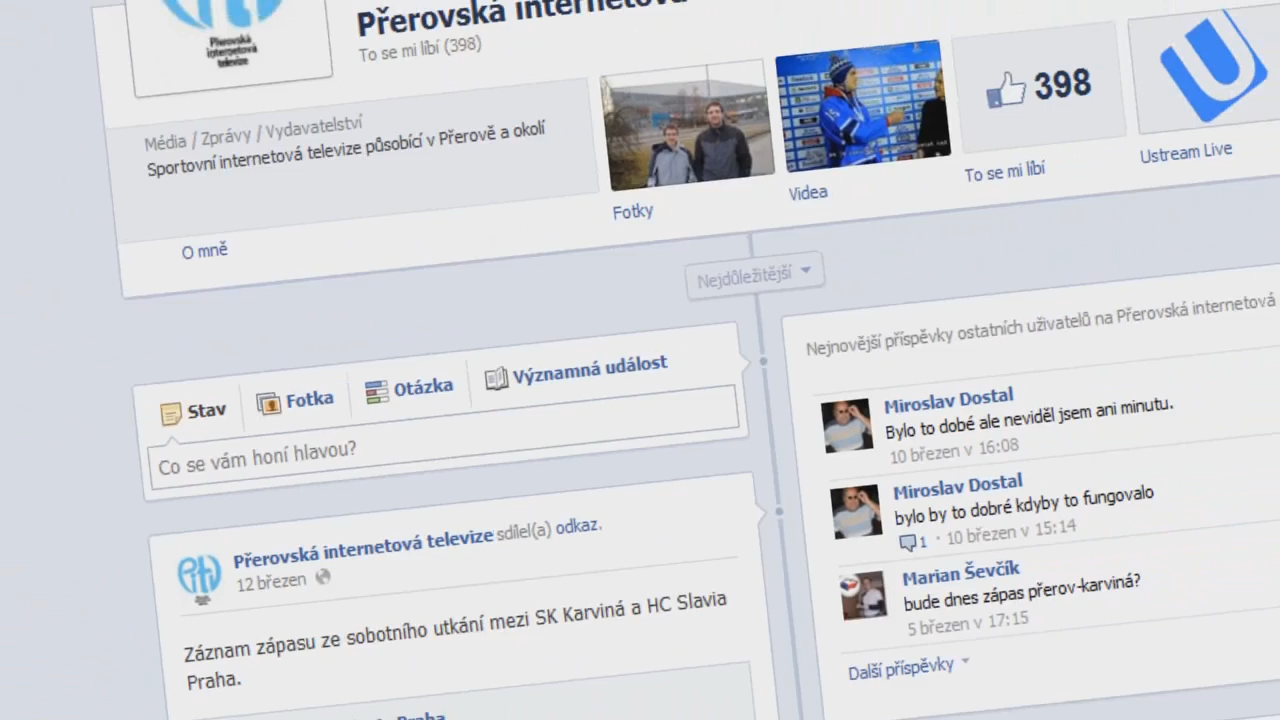 Přerovská
internetová
televize
Přerovská internetová
To se mi líbí (398)
Média / Zprávy / Vydavatelství
Sportovní internetová televize působící v Přerově a okolí
O mně
Fotky
Videa
398
To se mi líbí
Ustream Live
Nejdůležitější
Stav
Fotka
Otázka
Významná událost
Co se vám honí hlavou?
Přerovská internetová televize sdílel(a) odkaz.
12 březen
Záznam zápasu ze sobotního utkání mezi SK Karviná a HC Slavia
Praha.
Praha
Nejnovější příspěvky ostatních uživatelů na Přerovská internetová
Miroslav Dostal
Bylo to dobé ale neviděl jsem ani minutu.
10 březen v 16:08
Miroslav Dostal
bylo by to dobré kdyby to fungovalo
1 · 10 březen v 15:14
Marian Ševčík
bude dnes zápas přerov-karviná?
5 březen v 17:15
Další příspěvky